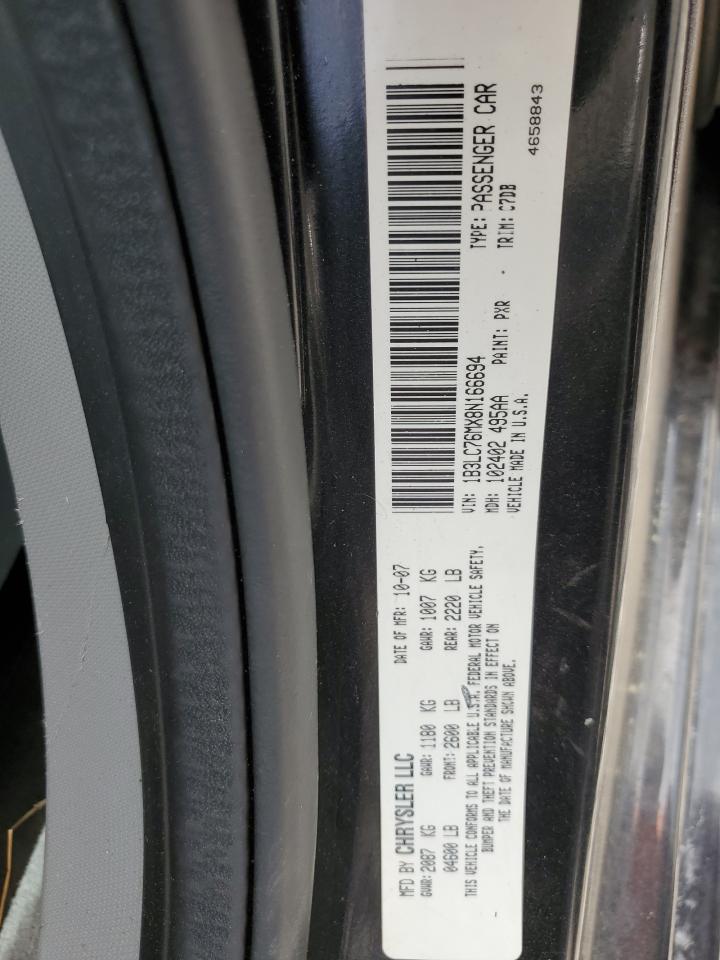 MFD BY CHRYSLER LLC DATE OF MFR: 10-07
GVWR: 2087 KG GAWR: 1180 KG GAWR: 1007 KG
04600 LB FRONT: 2600 LB REAR: 2220 LB
THIS VEHICLE CONFORMS TO ALL APPLICABLE U.S.A. FEDERAL MOTOR VEHICLE SAFETY,
BUMPER AND THEFT PREVENTION STANDARDS IN EFFECT ON
THE DATE OF MANUFACTURE SHOWN ABOVE.
VIN: 1B3LC76MX8N166694 TYPE: PASSENGER CAR
MDH: 102402 495AA PAINT: PXR TRIM: C7DB
VEHICLE MADE IN U.S.A.
4658843